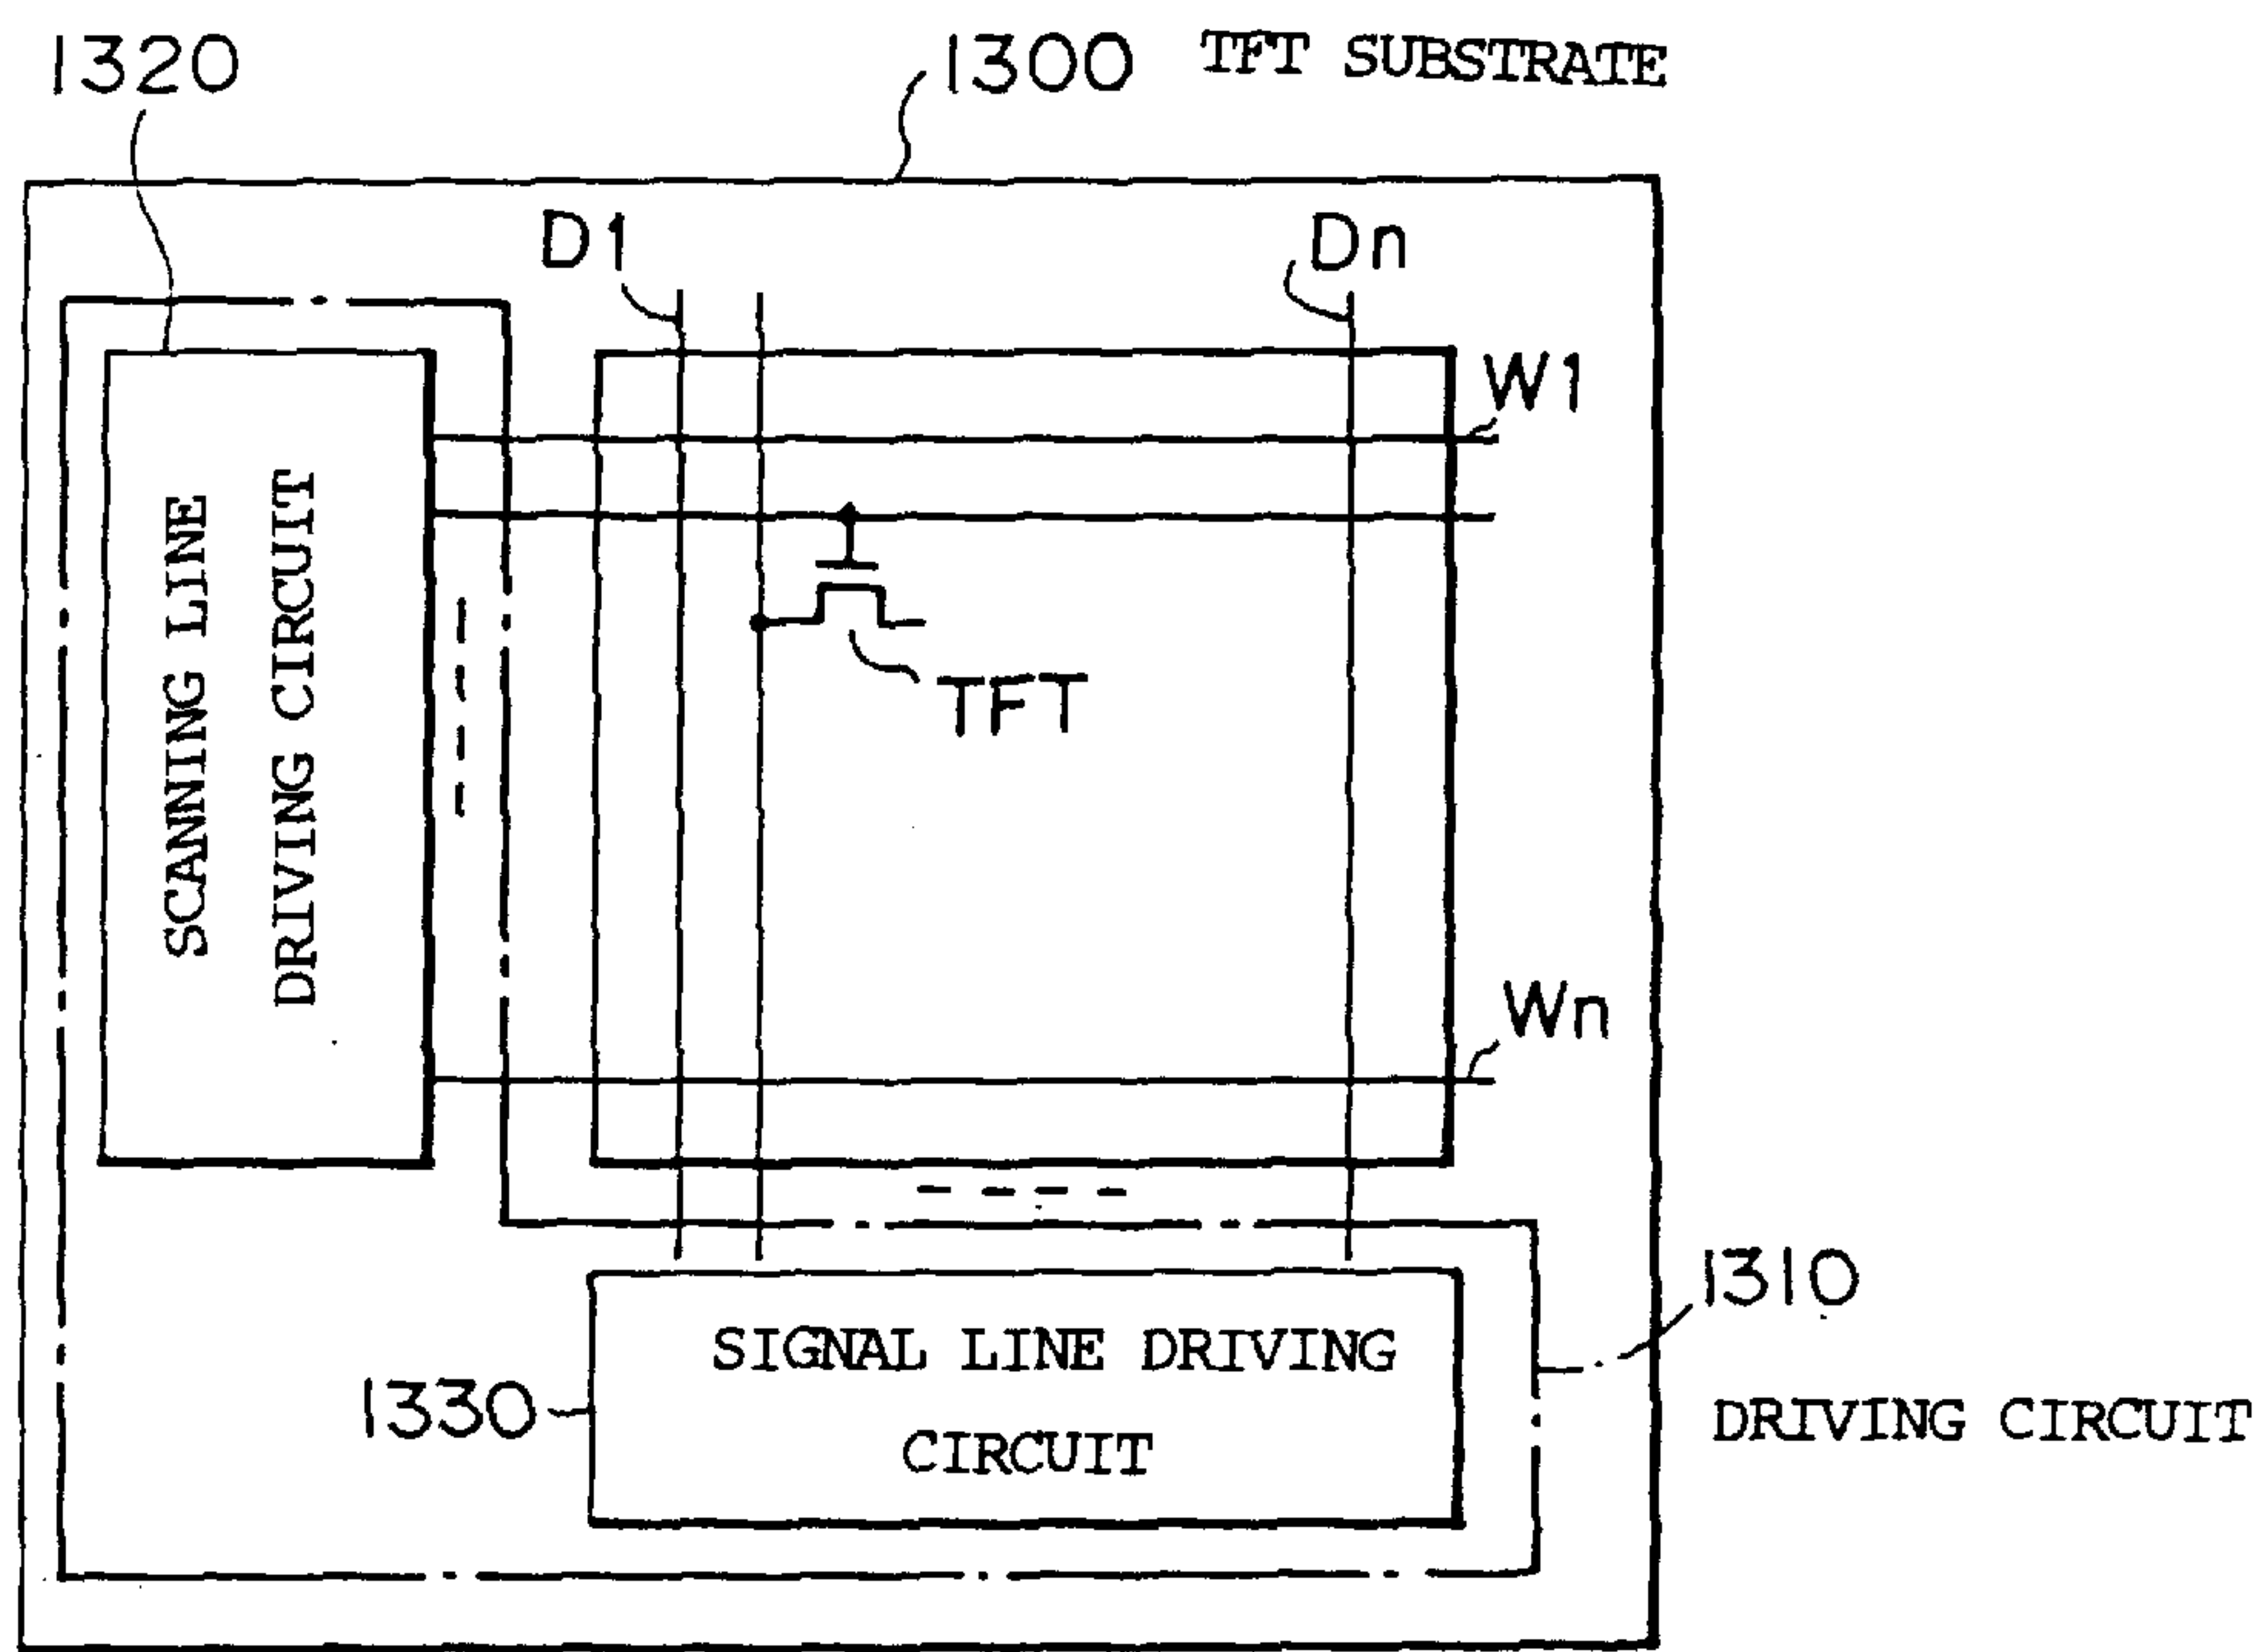 1320
1300 TFT SUBSTRATE
D1
Dn
W1
SCANNING LINE
DRIVING CIRCUIT
TFT
Wn
1310
DRIVING CIRCUIT
SIGNAL LINE DRIVING
CIRCUIT
1330